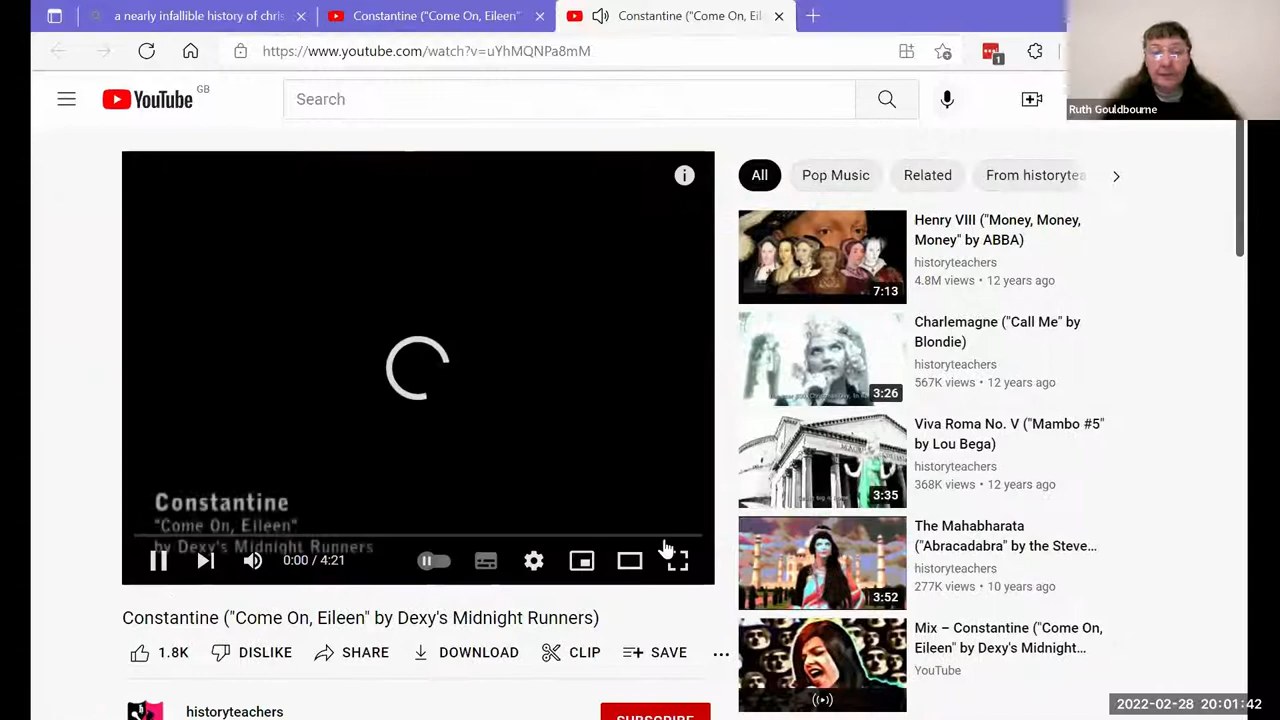 a nearly infallible history of chris
Constantine ("Come On, Eileen"
Constantine ("Come On, Eil
https://www.youtube.com/watch?v=uYhMQNPa8mM
1
Ruth Gouldbourne
YouTube
GB
Search
All
Pop Music
Related
From historytea
Constantine
"Come On, Eileen"
by Dexy's Midnight Runners
0:00 / 4:21
Henry VIII ("Money, Money,
Money" by ABBA)
historyteachers
4.8M views • 12 years ago
7:13
Charlemagne ("Call Me" by
Blondie)
historyteachers
567K views • 12 years ago
3:26
Viva Roma No. V ("Mambo #5"
by Lou Bega)
historyteachers
368K views • 12 years ago
3:35
The Mahabharata
("Abracadabra" by the Steve...
historyteachers
277K views • 10 years ago
3:52
Mix – Constantine ("Come On,
Eileen" by Dexy's Midnight...
YouTube
Constantine ("Come On, Eileen" by Dexy's Midnight Runners)
1.8K
DISLIKE
SHARE
DOWNLOAD
CLIP
SAVE
historyteachers
SUBSCRIBE
2022-02-28 20:01:42